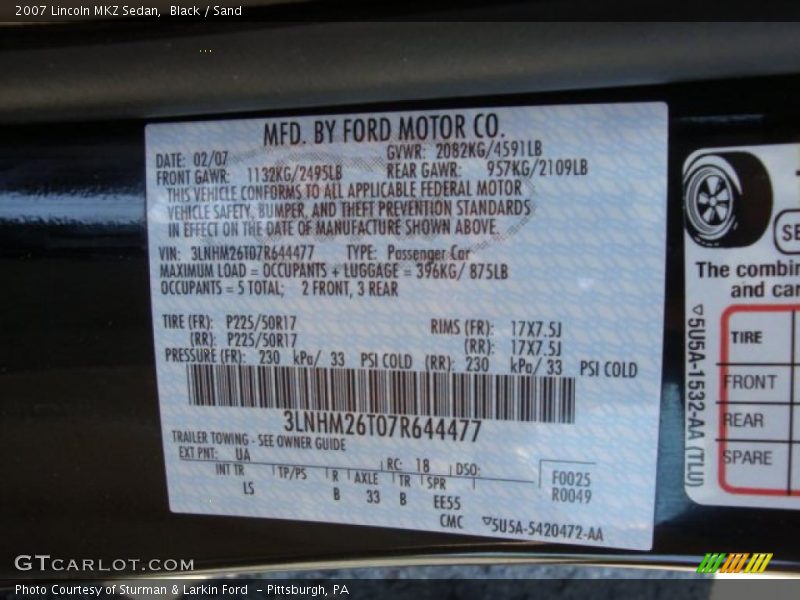 2007 Lincoln MKZ Sedan, Black / Sand
MFD. BY FORD MOTOR CO.
DATE: 02/07 GVWR: 2082KG/4591LB
FRONT GAWR: 1132KG/2495LB REAR GAWR: 957KG/2109LB
THIS VEHICLE CONFORMS TO ALL APPLICABLE FEDERAL MOTOR
VEHICLE SAFETY, BUMPER, AND THEFT PREVENTION STANDARDS
IN EFFECT ON THE DATE OF MANUFACTURE SHOWN ABOVE.
VIN: 3LNHM26T07R644477 TYPE: Passenger Car
MAXIMUM LOAD = OCCUPANTS + LUGGAGE = 396KG/ 875LB
OCCUPANTS = 5 TOTAL; 2 FRONT, 3 REAR
TIRE (FR): P225/50R17 RIMS (FR): 17X7.5J
(RR): P225/50R17 (RR): 17X7.5J
PRESSURE (FR): 230 kPa/ 33 PSI COLD (RR): 230 kPa/ 33 PSI COLD
3LNHM26T07R644477
TRAILER TOWING - SEE OWNER GUIDE
EXT PNT: UA RC: 18 DSO:
INT TR TP/PS R AXLE TR SPR F0025
LS B 33 B EE55 R0049
CMC 5U5A-5420472-AA
SE
The combin
and car
TIRE
FRONT
REAR
SPARE
5U5A-1532-AA (TLU)
GTCARLOT.COM
Photo Courtesy of Sturman & Larkin Ford - Pittsburgh, PA